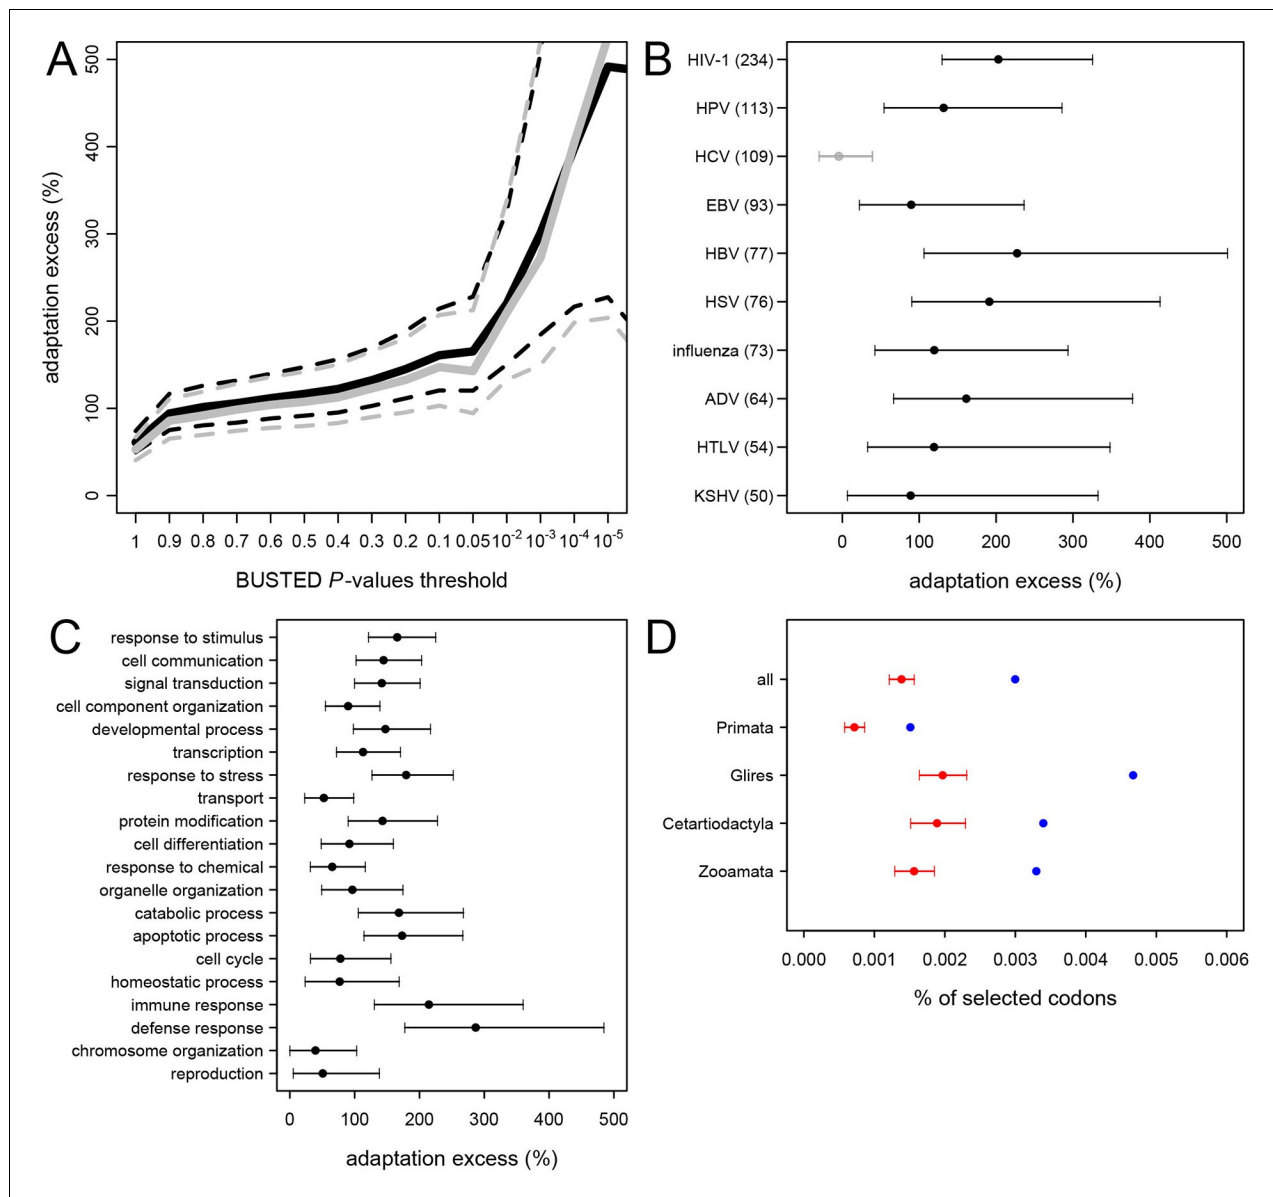 A
adaptation excess (%)
500
400
300
200
100
0
1 0.9 0.8 0.7 0.6 0.5 0.4 0.3 0.2 0.1 0.05 10-2 10-3 10-4 10-5
BUSTED P-values threshold
B
HIV-1 (234)
HPV (113)
HCV (109)
EBV (93)
HBV (77)
HSV (76)
influenza (73)
ADV (64)
HTLV (54)
KSHV (50)
0 100 200 300 400 500
adaptation excess (%)
C
response to stimulus
cell communication
signal transduction
cell component organization
developmental process
transcription
response to stress
transport
protein modification
cell differentiation
response to chemical
organelle organization
catabolic process
apoptotic process
cell cycle
homeostatic process
immune response
defense response
chromosome organization
reproduction
0 100 200 300 400 500
adaptation excess (%)
D
all
Primata
Glires
Cetartiodactyla
Zooamata
0.000 0.001 0.002 0.003 0.004 0.005 0.006
% of selected codons